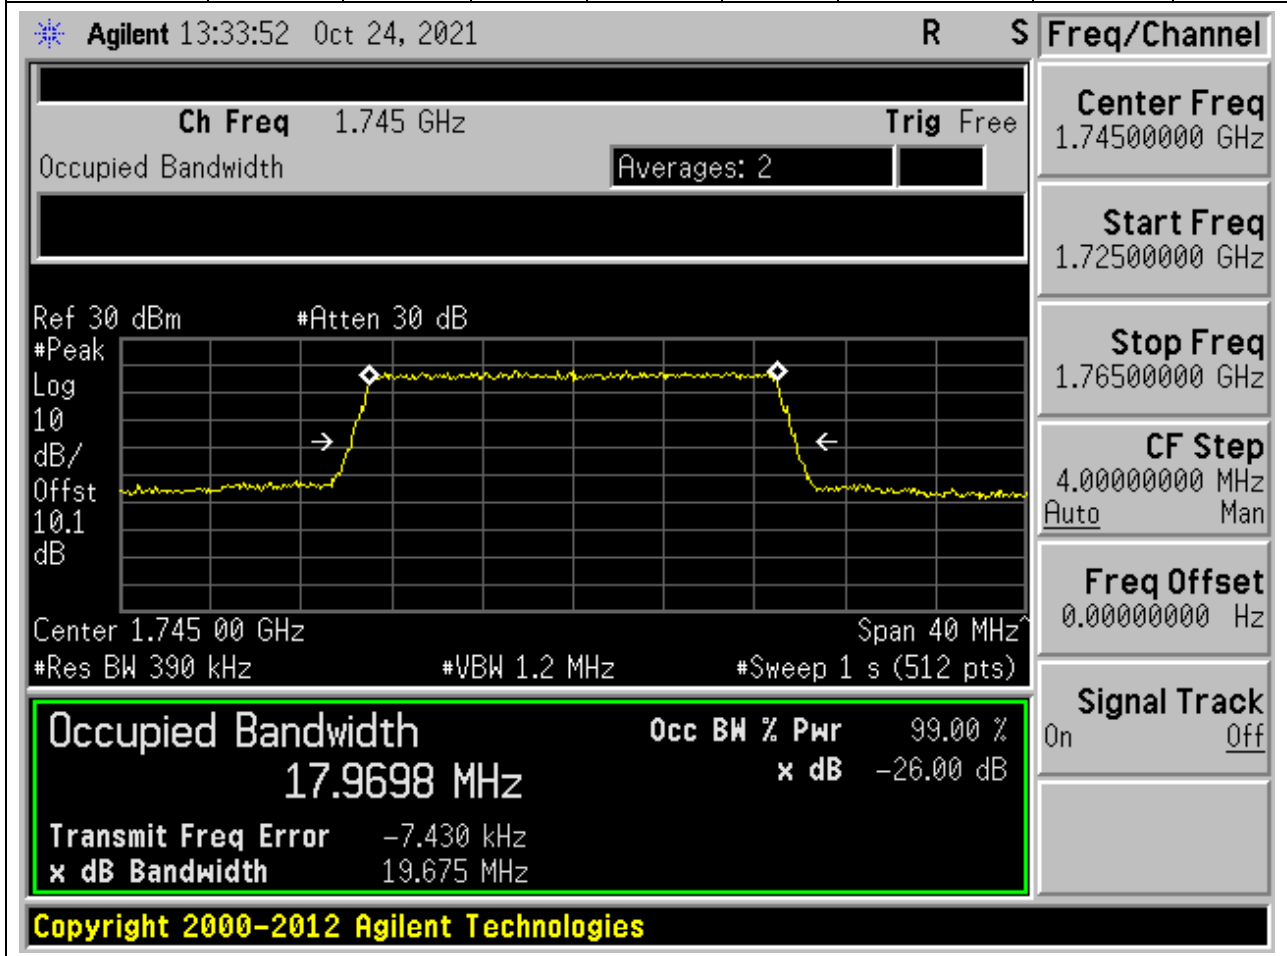 Agilent 13:33:52 Oct 24, 2021 R S Freq/Channel
Ch Freq 1.745 GHz Trig Free
Occupied Bandwidth Averages: 2
Center Freq
1.74500000 GHz
Start Freq
1.72500000 GHz
Stop Freq
1.76500000 GHz
CF Step
4.00000000 MHz
Auto Man
Freq Offset
0.00000000 Hz
Signal Track
On Off
Ref 30 dBm #Atten 30 dB
#Peak
Log
10
dB/
Offst
10.1
dB
Center 1.745 00 GHz Span 40 MHz^
#Res BW 390 kHz #VBW 1.2 MHz #Sweep 1 s (512 pts)
Occupied Bandwidth Occ BW % Pwr 99.00 %
17.9698 MHz x dB -26.00 dB
Transmit Freq Error -7.430 kHz
x dB Bandwidth 19.675 MHz
Copyright 2000-2012 Agilent Technologies